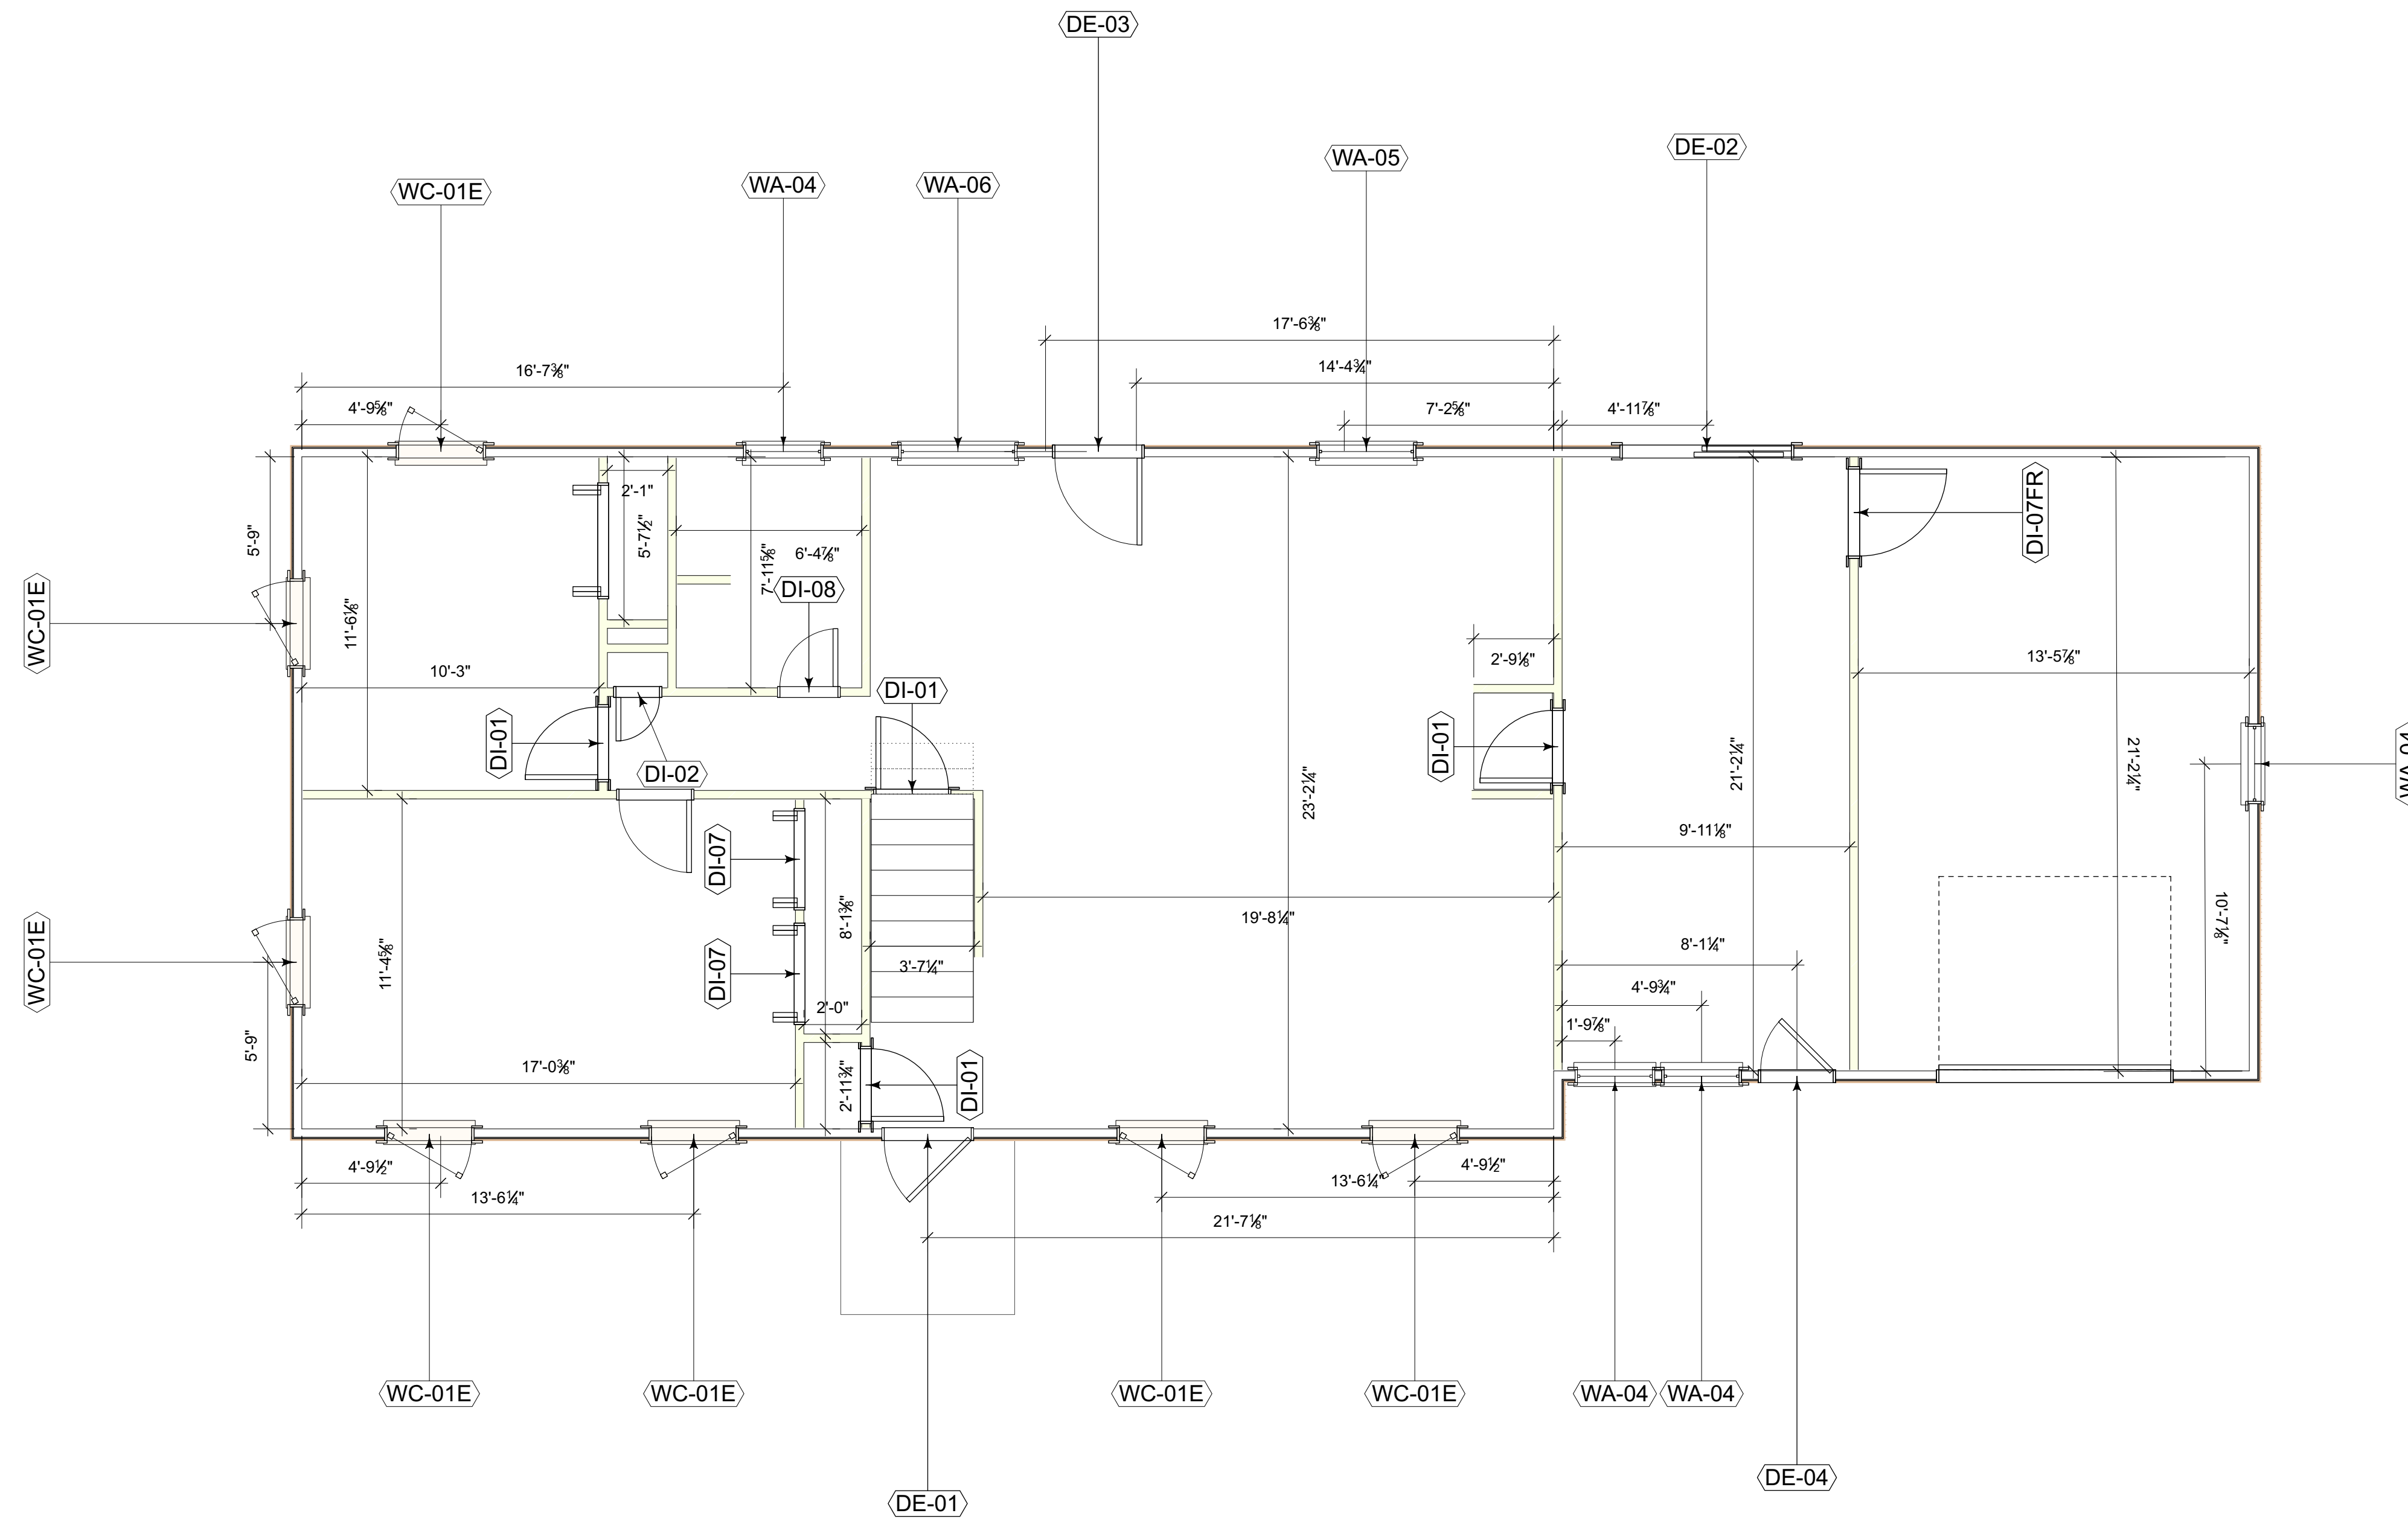 DE-03
DE-02
WA-05
WC-01E
WA-04
WA-06
17'-6⅜"
16'-7⅜"
14'-4¾"
4'-9⅝"
7'-2⅝"
4'-11⅞"
2'-1"
5'-9"
5'-7½"
6'-4⅞"
7'-11⅝"
DI-07FR
DI-08
WC-01E
11'-6⅛"
10'-3"
2'-9⅛"
13'-5⅞"
DI-01
DI-01
DI-01
DI-02
23'-2¼"
21'-2¼"
21'-2¼"
9'-11⅛"
DI-07
8'-1⅜"
19'-8¼"
10'-7⅛"
WC-01E
11'-4⅝"
DI-07
3'-7¼"
8'-1¼"
4'-9¾"
2'-0"
1'-9⅞"
5'-9"
17'-0⅜"
2'-11¾"
DI-01
4'-9½"
13'-6¼"
13'-6¼"
4'-9½"
21'-7⅛"
WC-01E
WC-01E
WC-01E
WC-01E
WA-04
WA-04
DE-04
DE-01